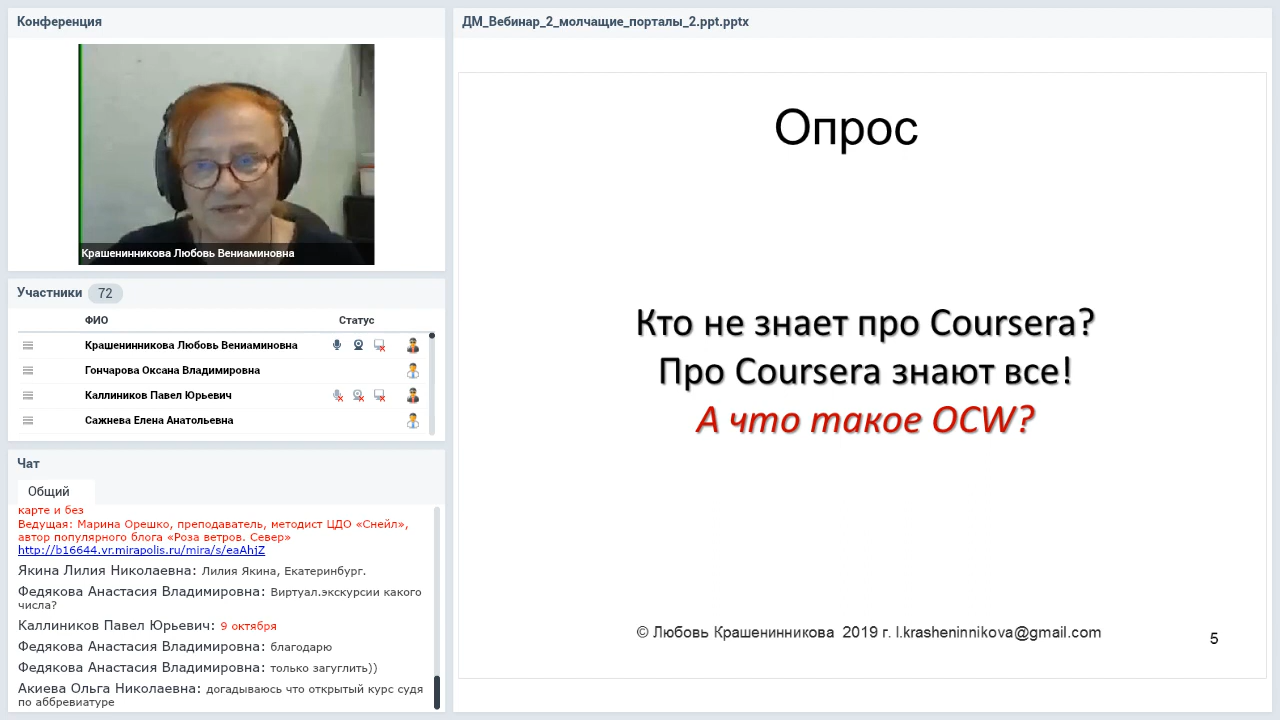 Конференция
Крашенинникова Любовь Вениаминовна
Участники 72
ФИО Статус
Крашенинникова Любовь Вениаминовна
Гончарова Оксана Владимировна
Каллиников Павел Юрьевич
Сажнева Елена Анатольевна
Чат
Общий
карте и без
Ведущая: Марина Орешко, преподаватель, методист ЦДО «Снейл»,
автор популярного блога «Роза ветров. Север»
http://b16644.vr.mirapolis.ru/mira/s/eaAhjZ
Якина Лилия Николаевна: Лилия Якина, Екатеринбург.
Федякова Анастасия Владимировна: Виртуал.экскурсии какого
числа?
Каллиников Павел Юрьевич: 9 октября
Федякова Анастасия Владимировна: благодарю
Федякова Анастасия Владимировна: только загуглить))
Акиева Ольга Николаевна: догадываюсь что открытый курс судя
по аббревиатуре
ДМ_Вебинар_2_молчащие_порталы_2.ppt.pptx
Опрос
Кто не знает про Coursera?
Про Coursera знают все!
А что такое OCW?
© Любовь Крашенинникова 2019 г. l.krasheninnikova@gmail.com
5